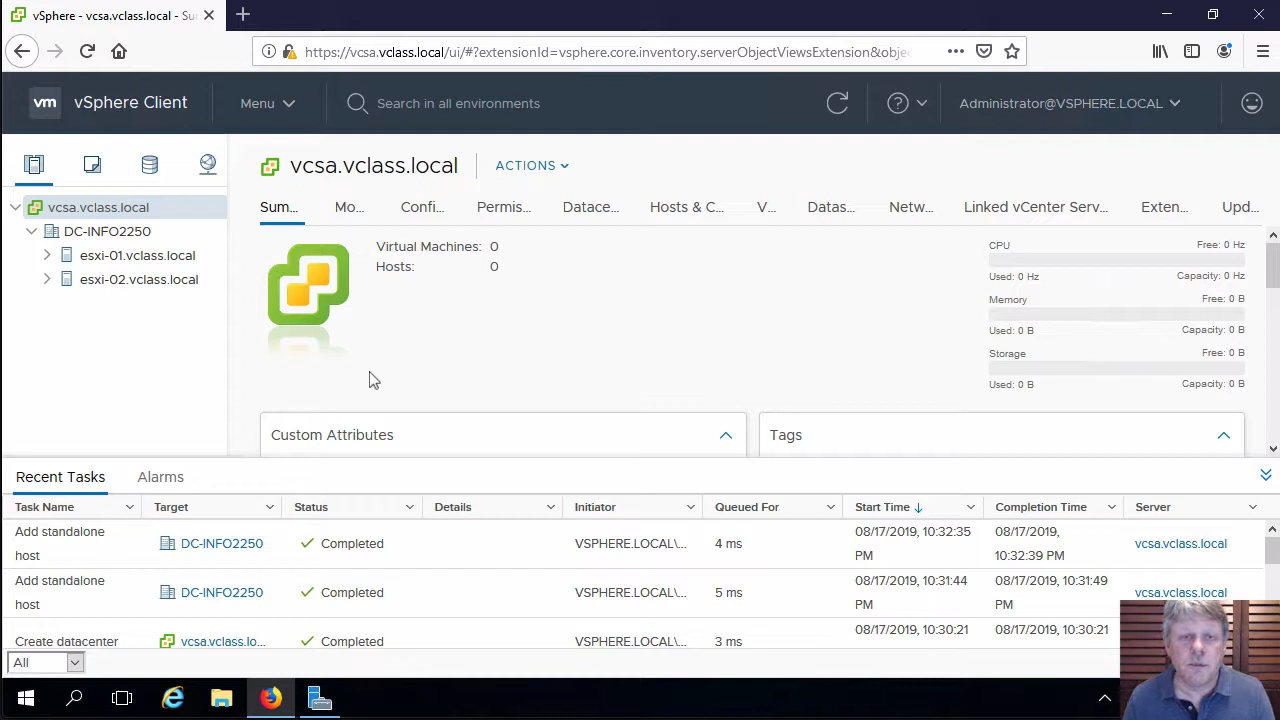 vSphere - vcsa.vclass.local - Su
https://vcsa.vclass.local/ui/#?extensionId=vsphere.core.inventory.serverObjectViewsExtension&obje
vm vSphere Client Menu Search in all environments ? Administrator@VSPHERE.LOCAL
vcsa.vclass.local ACTIONS
vcsa.vclass.local
DC-INFO2250
esxi-01.vclass.local
esxi-02.vclass.local
Sum... Mo... Confi... Permis... Datace... Hosts & C... V... Datas... Netw... Linked vCenter Serv... Exten... Upd...
Virtual Machines: 0
Hosts: 0
CPU Free: 0 Hz
Used: 0 Hz Capacity: 0 Hz
Memory Free: 0 B
Used: 0 B Capacity: 0 B
Storage Free: 0 B
Used: 0 B Capacity: 0 B
Custom Attributes
Tags
Recent Tasks Alarms
Task Name Target Status Details Initiator Queued For Start Time Completion Time Server
Add standalone host DC-INFO2250 Completed VSPHERE.LOCAL\... 4 ms 08/17/2019, 10:32:35 PM 08/17/2019, 10:32:39 PM vcsa.vclass.local
Add standalone host DC-INFO2250 Completed VSPHERE.LOCAL\... 5 ms 08/17/2019, 10:31:44 PM 08/17/2019, 10:31:49 PM vcsa.vclass.local
Create datacenter vcsa.vclass.lo... Completed VSPHERE.LOCAL\... 3 ms 08/17/2019, 10:30:21 08/17/2019, 10:30:21
All